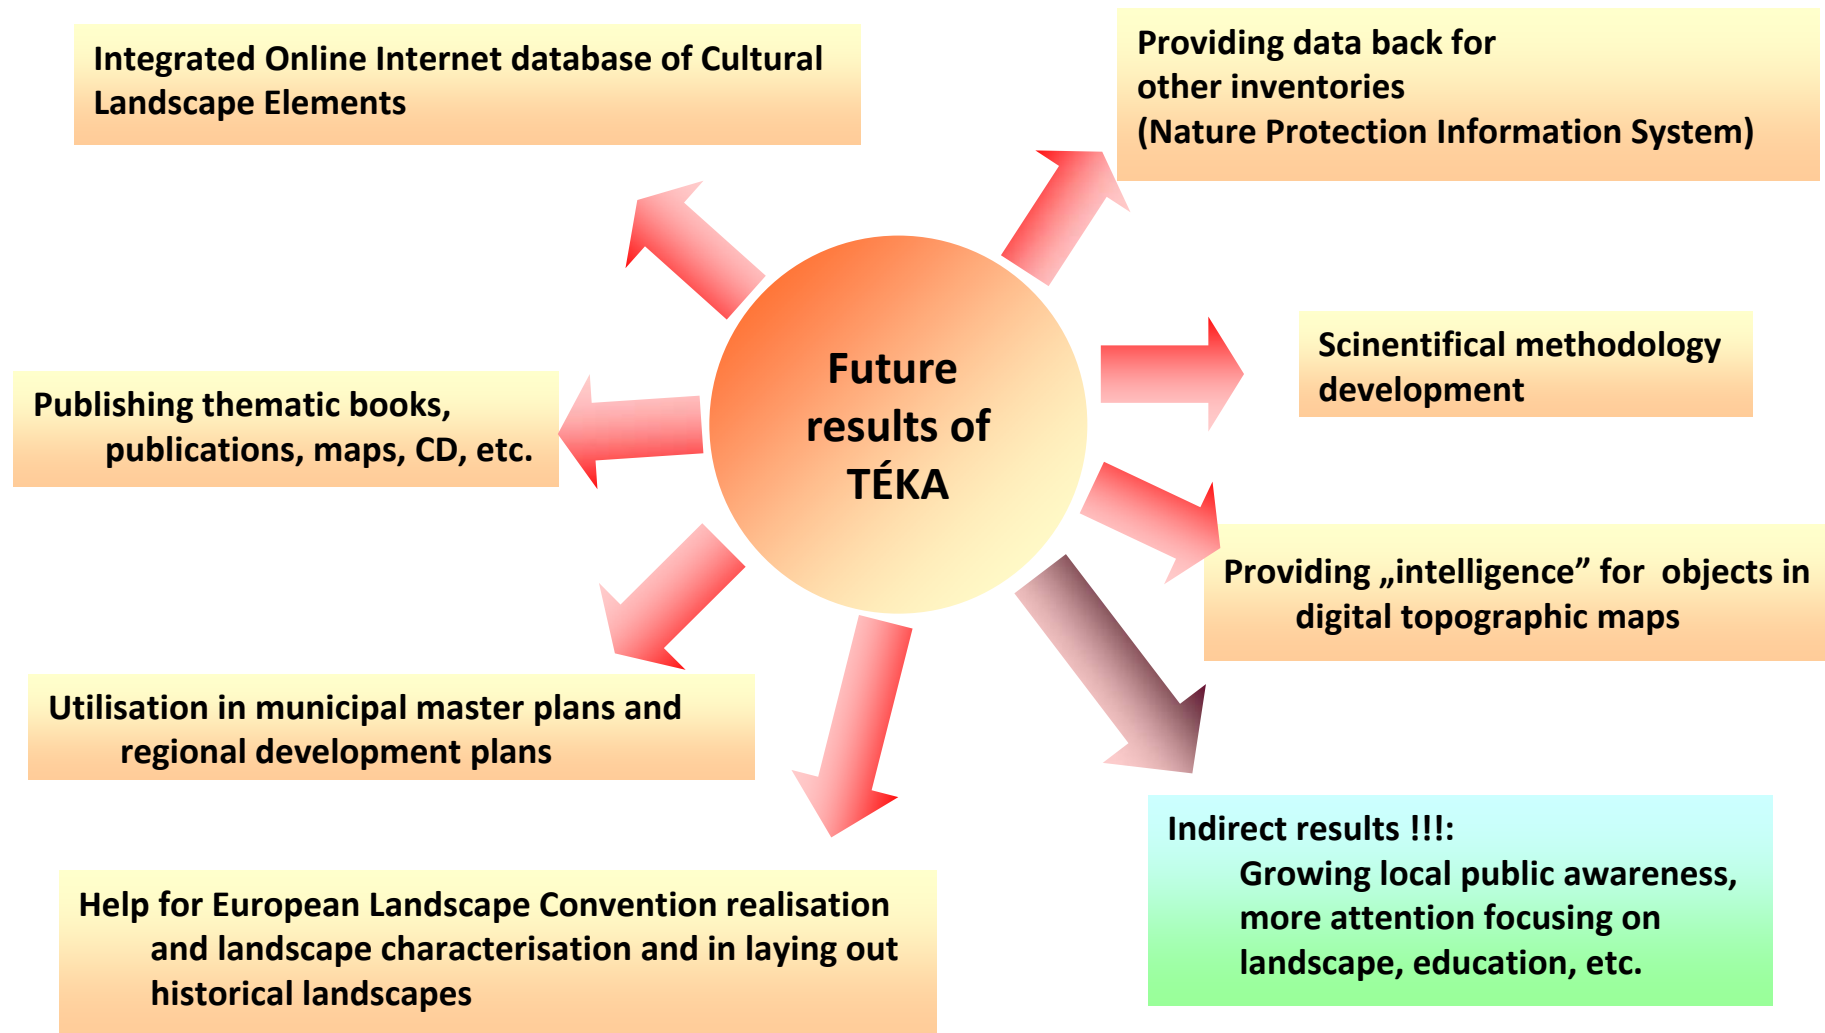 Integrated Online Internet database of Cultural
Landscape Elements
Providing data back for
other inventories
(Nature Protection Information System)
Scinentifical methodology
development
Future
results of
TÉKA
Publishing thematic books,
publications, maps, CD, etc.
Providing „intelligence” for objects in
digital topographic maps
Utilisation in municipal master plans and
regional development plans
Indirect results !!!:
Growing local public awareness,
more attention focusing on
landscape, education, etc.
Help for European Landscape Convention realisation
and landscape characterisation and in laying out
historical landscapes